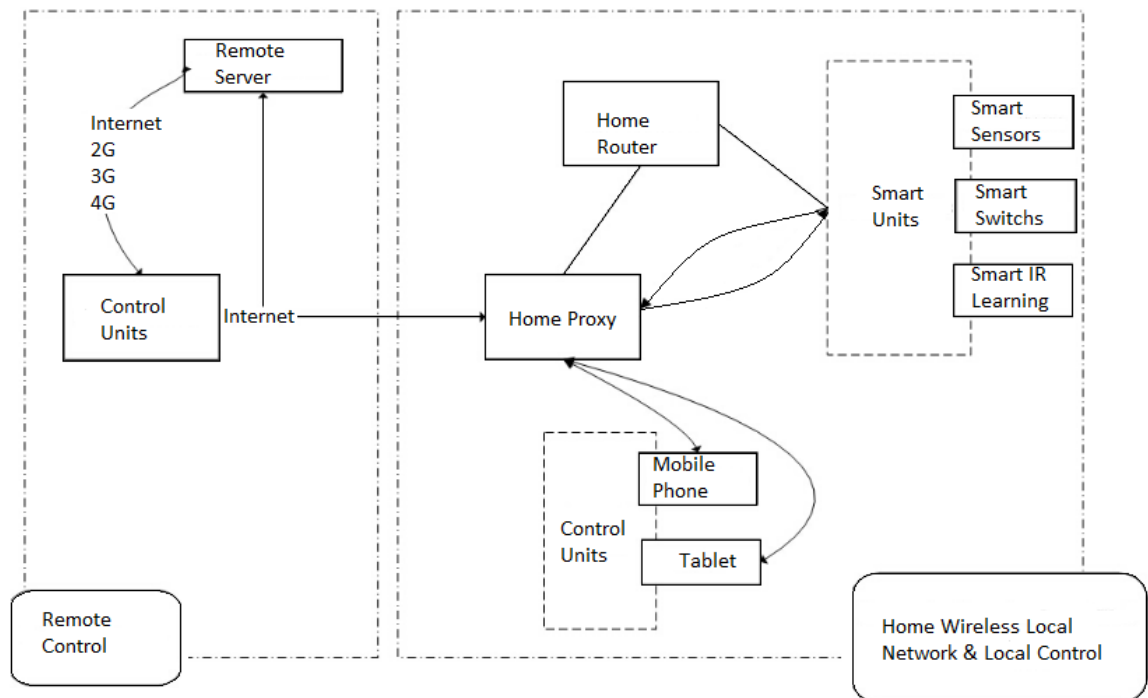 Remote
Server
Internet
2G
3G
4G
Control
Units
Internet
Remote
Control
Home
Router
Smart
Units
Smart
Sensors
Smart
Switchs
Smart IR
Learning
Home Proxy
Control
Units
Mobile
Phone
Tablet
Home Wireless Local
Network & Local Control